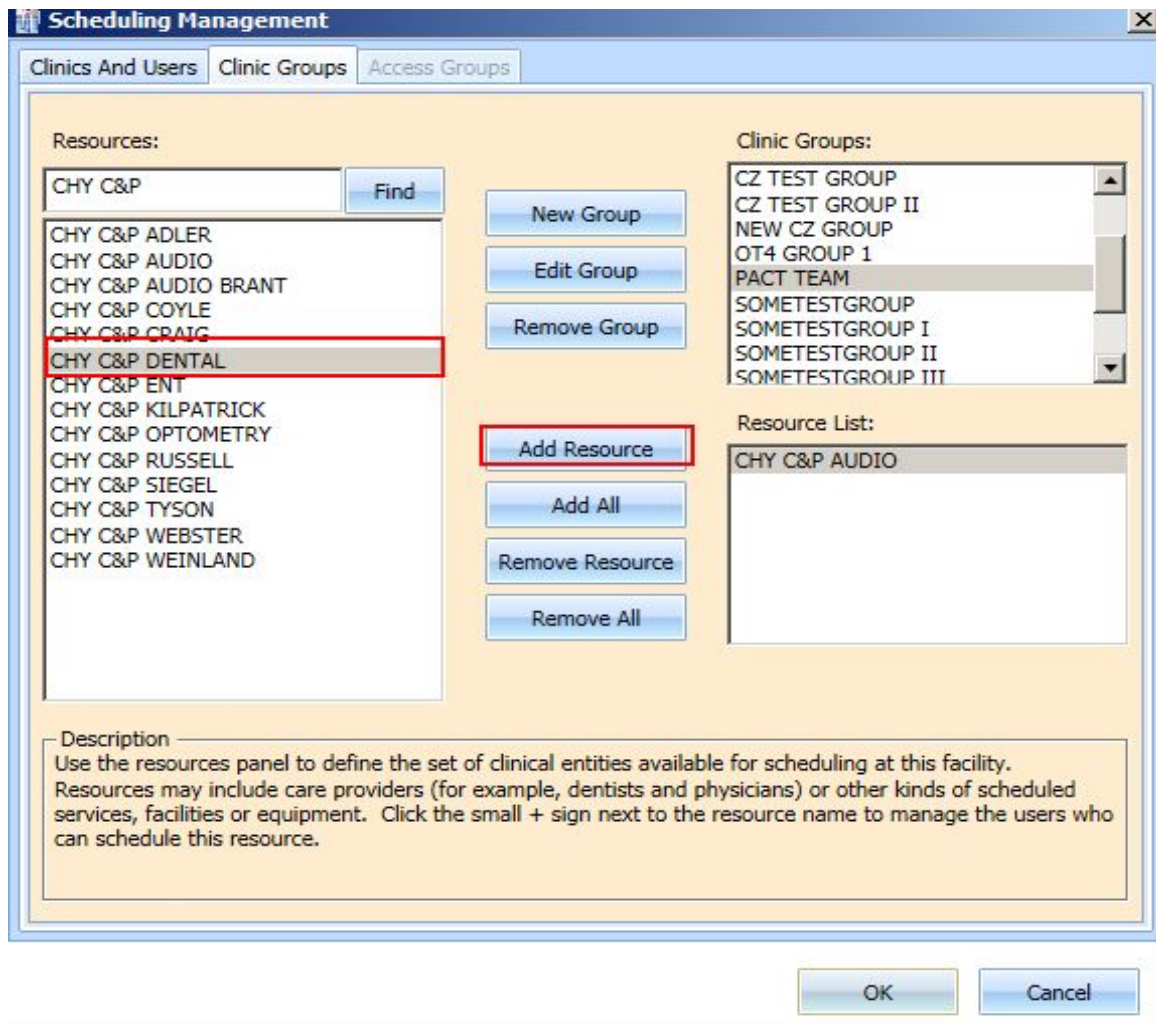 Scheduling Management
Clinics And Users
Clinic Groups
Access Groups
Resources:
CHY C&P
Find
CHY C&P ADLER
CHY C&P AUDIO
CHY C&P AUDIO BRANT
CHY C&P COYLE
CHY C&P CRAIG
CHY C&P DENTAL
CHY C&P ENT
CHY C&P KILPATRICK
CHY C&P OPTOMETRY
CHY C&P RUSSELL
CHY C&P SIEGEL
CHY C&P TYSON
CHY C&P WEBSTER
CHY C&P WEINLAND
New Group
Edit Group
Remove Group
Add Resource
Add All
Remove Resource
Remove All
Clinic Groups:
CZ TEST GROUP
CZ TEST GROUP II
NEW CZ GROUP
OT4 GROUP 1
PACT TEAM
SOMETESTGROUP
SOMETESTGROUP I
SOMETESTGROUP II
SOMETESTGROUP III
Resource List:
CHY C&P AUDIO
Description
Use the resources panel to define the set of clinical entities available for scheduling at this facility.
Resources may include care providers (for example, dentists and physicians) or other kinds of scheduled
services, facilities or equipment.  Click the small + sign next to the resource name to manage the users who
can schedule this resource.
OK
Cancel